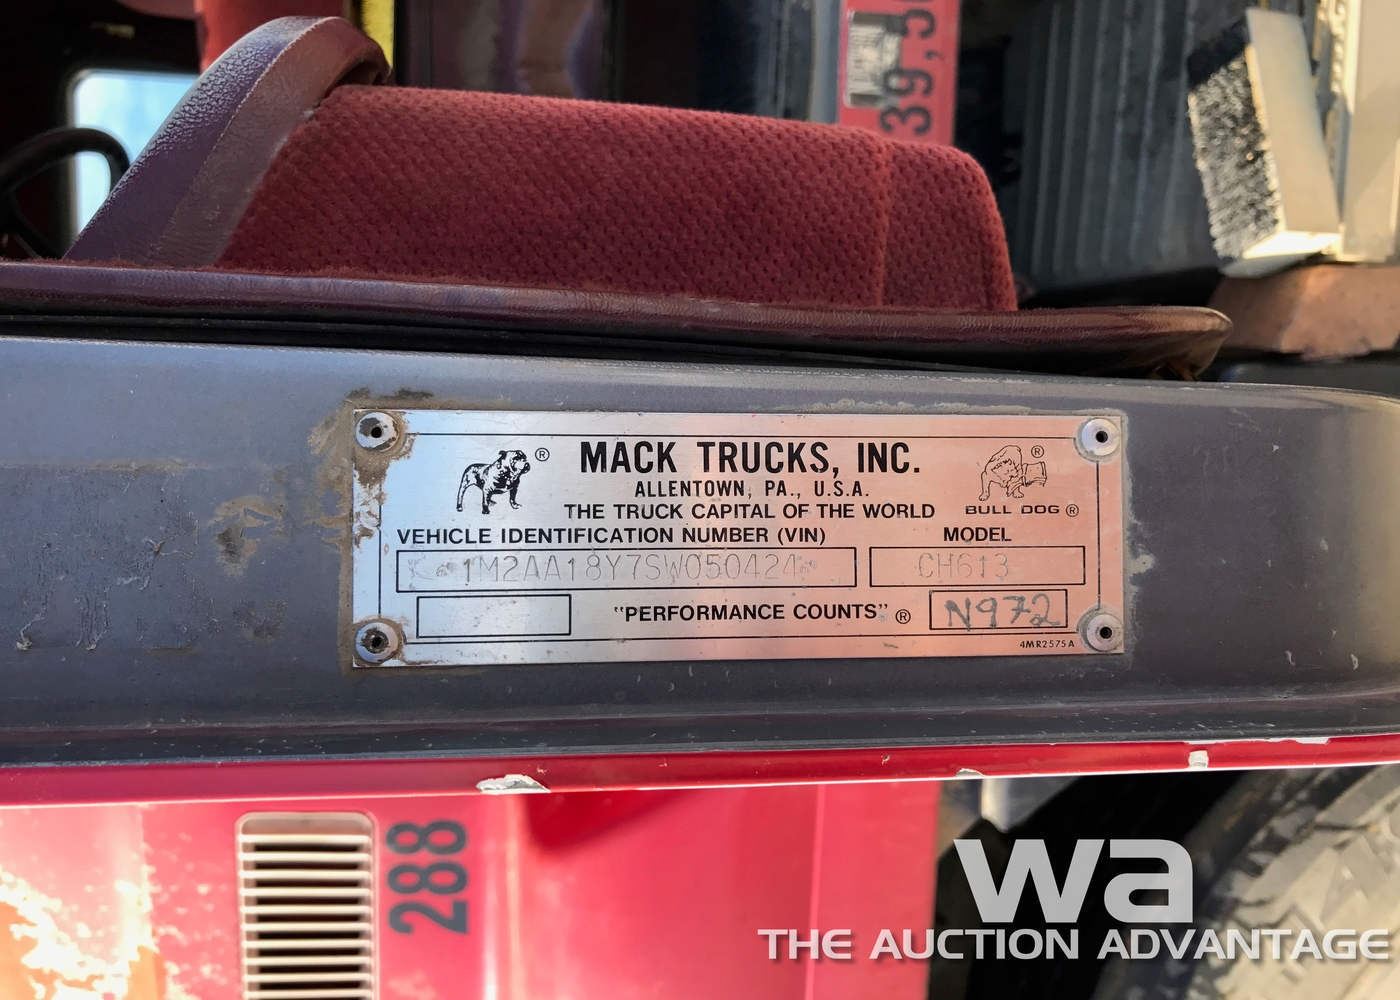 39,50
® MACK TRUCKS, INC. ®
ALLENTOWN, PA., U.S.A.
THE TRUCK CAPITAL OF THE WORLD
BULL DOG ®
VEHICLE IDENTIFICATION NUMBER (VIN) MODEL
1M2AA18Y7SW050424 CH613
"PERFORMANCE COUNTS" ® N972
4MR2575A
288
wa
THE AUCTION ADVANTAGE